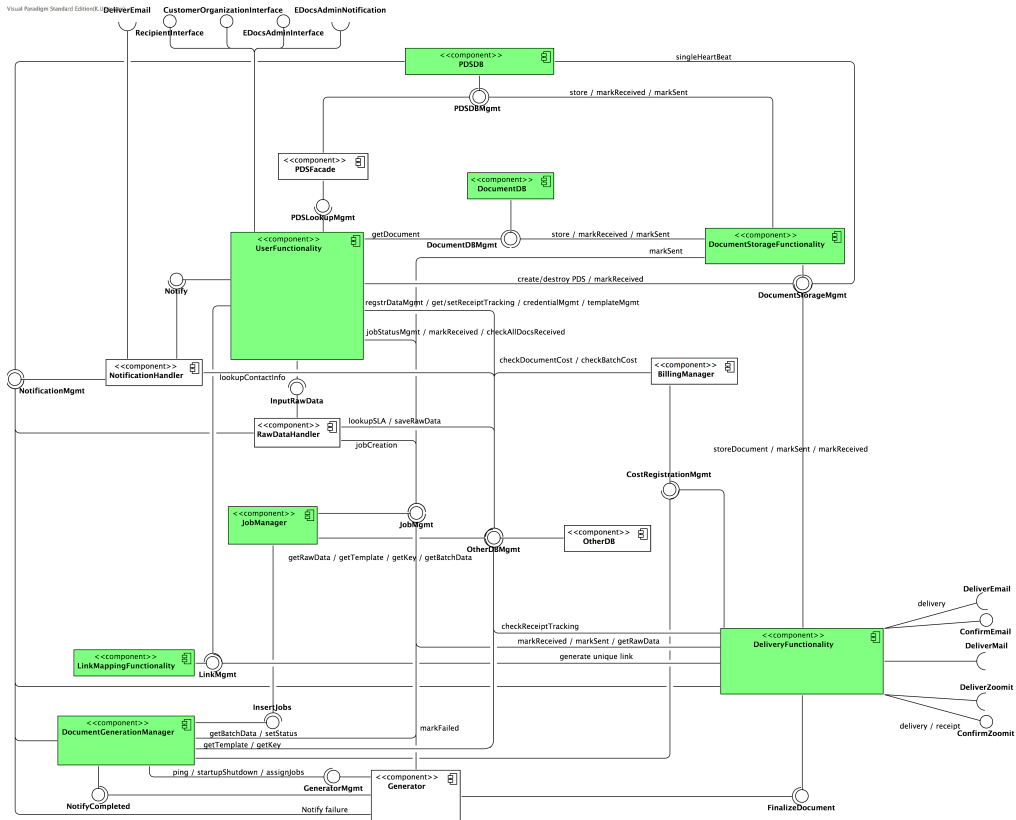 Visual Paradigm Standard Edition(K.U.
DeliverEmail
CustomerOrganizationInterface
EDocsAdminNotification
RecipientInterface
EDocsAdminInterface
<<component>>
PDSDB
singleHeartBeat
store / markReceived / markSent
PDSDBMgmt
<<component>>
PDSFacade
<<component>>
DocumentDB
PDSLookupMgmt
<<component>>
UserFunctionality
getDocument
DocumentDBMgmt
store / markReceived / markSent
<<component>>
DocumentStorageFunctionality
markSent
create/destroy PDS / markReceived
Notify
DocumentStorageMgmt
registrDataMgmt / get/setReceiptTracking / credentialMgmt / templateMgmt
jobStatusMgmt / markReceived / checkAllDocsReceived
<<component>>
NotificationHandler
checkDocumentCost / checkBatchCost
<<component>>
BillingManager
lookupContactInfo
NotificationMgmt
InputRawData
<<component>>
RawDataHandler
lookupSLA / saveRawData
jobCreation
storeDocument / markSent / markReceived
CostRegistrationMgmt
<<component>>
JobManager
JobMgmt
<<component>>
OtherDB
OtherDBMgmt
getRawData / getTemplate / getKey / getBatchData
DeliverEmail
delivery
ConfirmEmail
checkReceiptTracking
<<component>>
DeliveryFunctionality
markReceived / markSent / getRawData
DeliverMail
<<component>>
LinkMappingFunctionality
generate unique link
LinkMgmt
DeliverZoomit
InsertJobs
<<component>>
DocumentGenerationManager
getBatchData / setStatus
markFailed
delivery / receipt
ConfirmZoomit
getTemplate / getKey
ping / startupShutdown / assignJobs
<<component>>
Generator
GeneratorMgmt
NotifyCompleted
Notify failure
FinalizeDocument